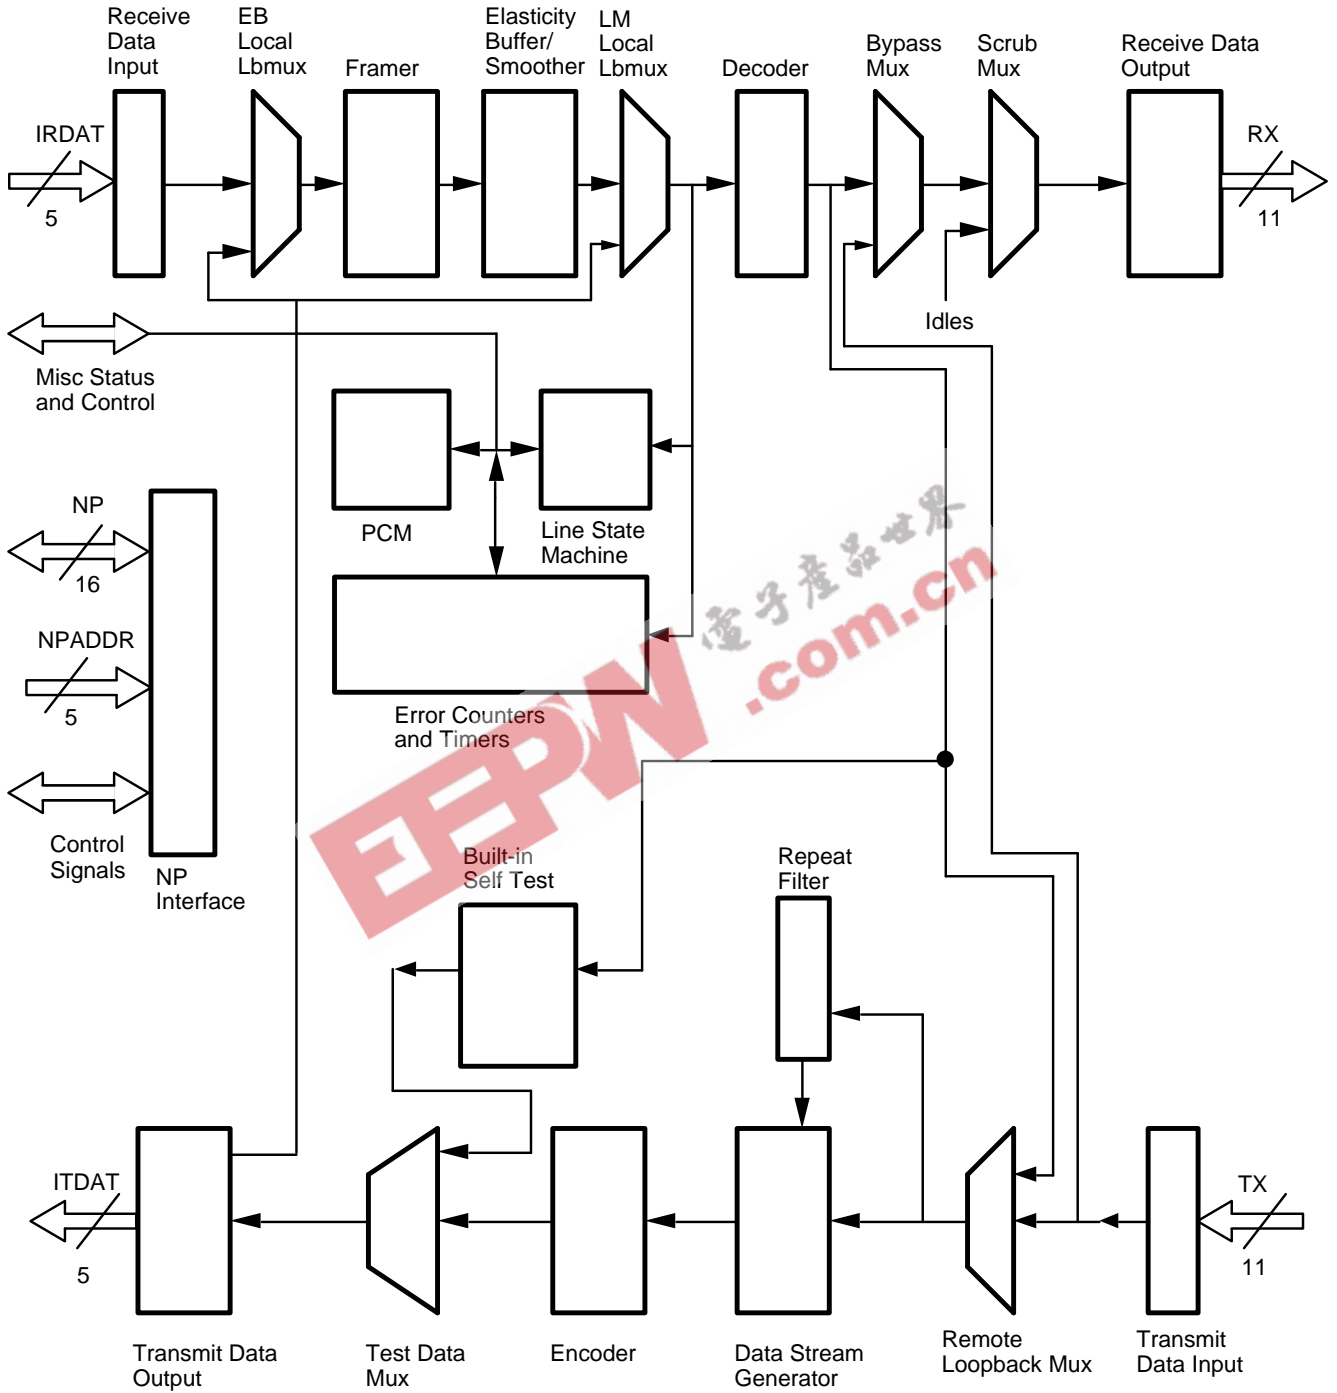 Receive
Data
Input
EB
Local
Lbmux
Framer
Elasticity
Buffer/
Smoother
LM
Local
Lbmux
Decoder
Bypass
Mux
Scrub
Mux
Receive Data
Output
IRDAT
5
RX
11
Idles
Misc Status
and Control
PCM
Line State
Machine
NP
16
NPADDR
5
Error Counters
and Timers
Control
Signals
NP
Interface
電子產品世界
.com.cn
EEPW
Built-in
Self Test
Repeat
Filter
ITDAT
5
TX
11
Transmit Data
Output
Test Data
Mux
Encoder
Data Stream
Generator
Remote
Loopback Mux
Transmit
Data Input